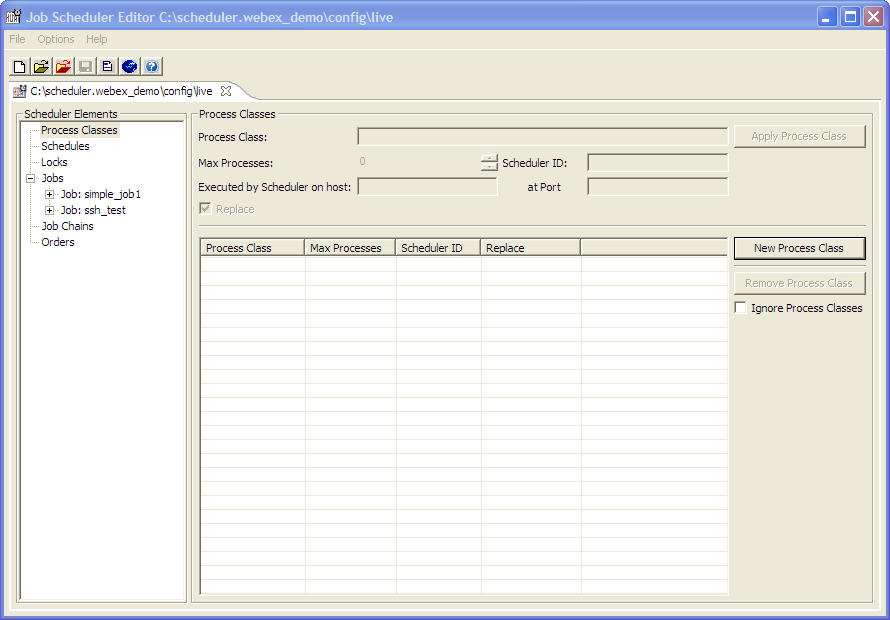 Job Scheduler Editor C:\scheduler.webex_demo\config\live
File Options Help
C:\scheduler.webex_demo\config\live
Scheduler Elements
Process Classes
Schedules
Locks
Jobs
Job: simple_job1
Job: ssh_test
Job Chains
Orders
Process Classes
Process Class:
Apply Process Class
Max Processes: 0 Scheduler ID:
Executed by Scheduler on host: at Port
Replace
Process Class Max Processes Scheduler ID Replace
New Process Class
Remove Process Class
Ignore Process Classes